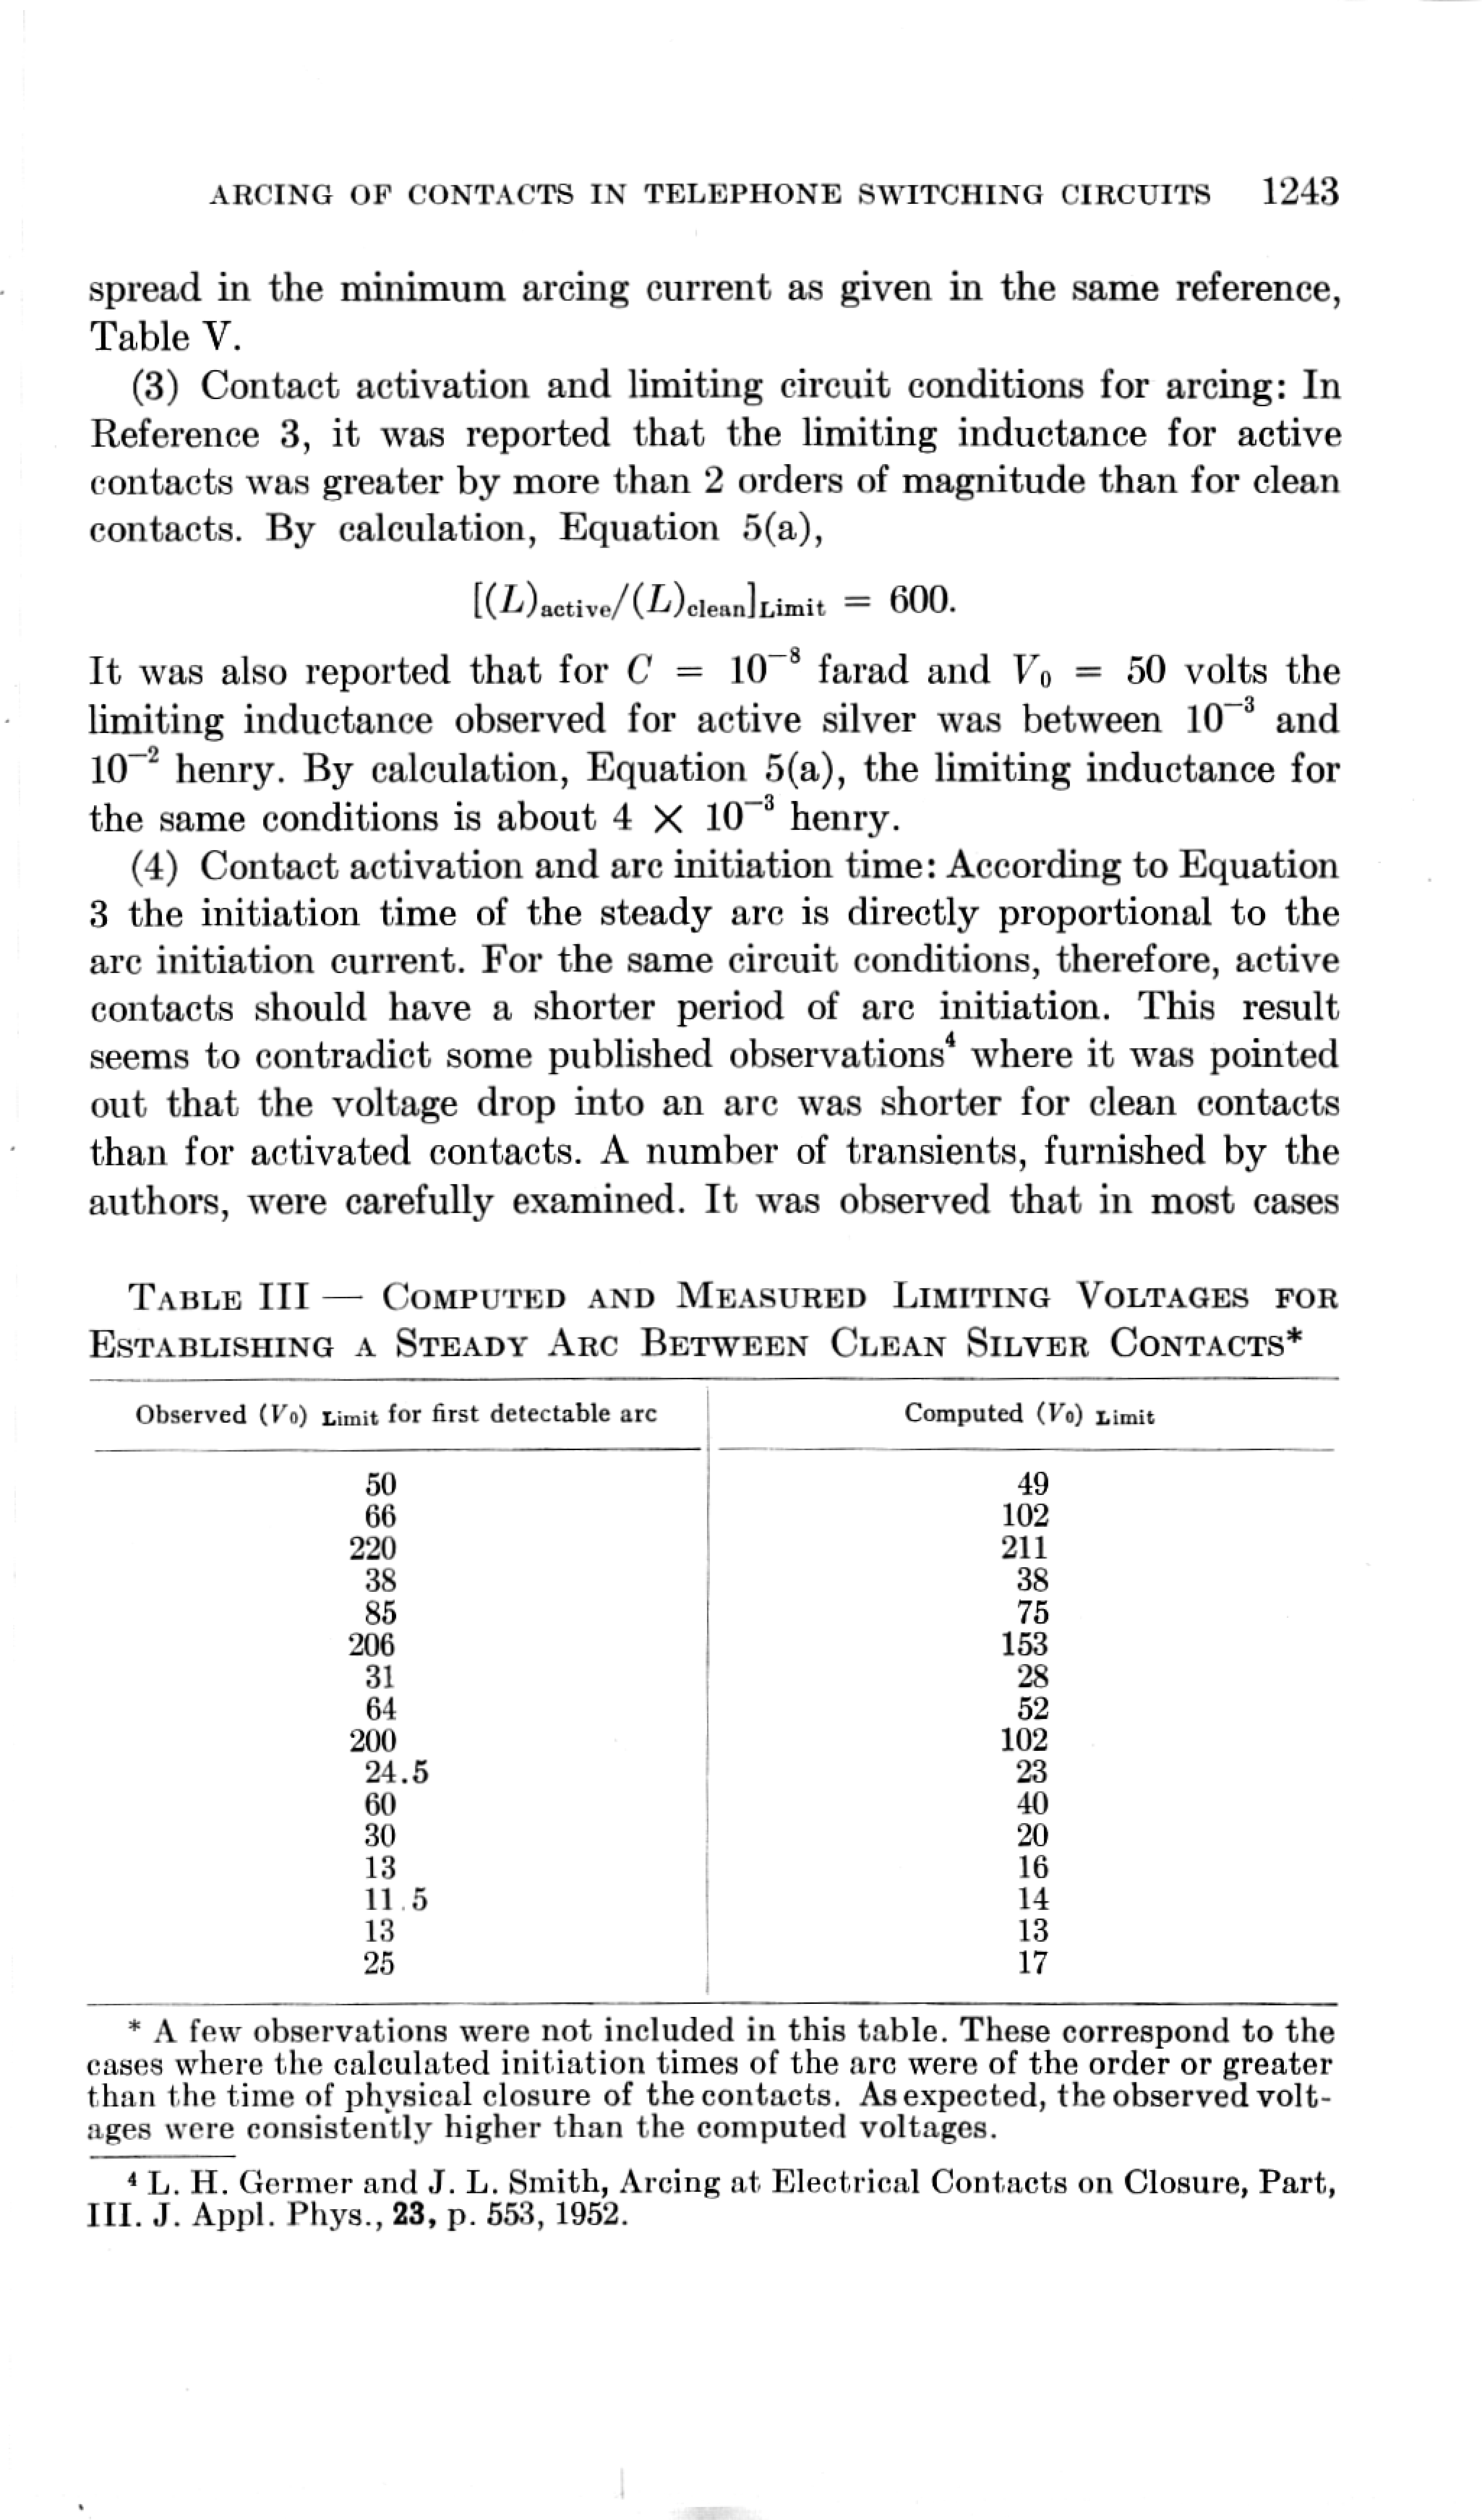 ARCING OF CONTACTS IN TELEPHONE SWITCHING CIRCUITS 1243
spread in the minimum arcing current as given in the same reference,
Table V.
(3) Contact activation and limiting circuit conditions for arcing: In
Reference 3, it was reported that the limiting inductance for active
contacts was greater by more than 2 orders of magnitude than for clean
contacts. By calculation, Equation 5(a),
[(L)active/(L)clean]Limit = 600.
It was also reported that for C = 10⁻⁸ farad and V₀ = 50 volts the
limiting inductance observed for active silver was between 10⁻³ and
10⁻² henry. By calculation, Equation 5(a), the limiting inductance for
the same conditions is about 4 × 10⁻³ henry.
(4) Contact activation and arc initiation time: According to Equation
3 the initiation time of the steady arc is directly proportional to the
arc initiation current. For the same circuit conditions, therefore, active
contacts should have a shorter period of arc initiation. This result
seems to contradict some published observations⁴ where it was pointed
out that the voltage drop into an arc was shorter for clean contacts
than for activated contacts. A number of transients, furnished by the
authors, were carefully examined. It was observed that in most cases
TABLE III — COMPUTED AND MEASURED LIMITING VOLTAGES FOR
ESTABLISHING A STEADY ARC BETWEEN CLEAN SILVER CONTACTS*
Observed (V₀) Limit for first detectable arc Computed (V₀) Limit
50 49
66 102
220 211
38 38
85 75
206 153
31 28
64 52
200 102
24.5 23
60 40
30 20
13 16
11.5 14
13 13
25 17
* A few observations were not included in this table. These correspond to the
cases where the calculated initiation times of the arc were of the order or greater
than the time of physical closure of the contacts. As expected, the observed volt-
ages were consistently higher than the computed voltages.
⁴ L. H. Germer and J. L. Smith, Arcing at Electrical Contacts on Closure, Part,
III. J. Appl. Phys., 23, p. 553, 1952.